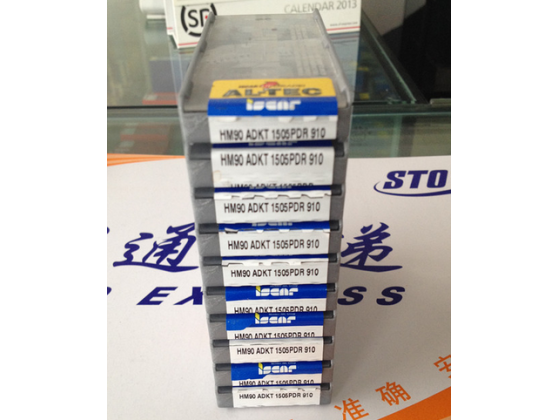 SF
CALENDAR 2013
ALTEC
iscar
HM90 ADKT 1505PDR 910
HM90 ADKT 1505PDR 910
HM90 ADKT 1505PDR
HM90 ADKT 1505PDR 910
HM90 ADKT 1505PDR 910
HM90 ADKT 1505PDR 910
iscar
HM90 ADKT 1505PDR 910
iscar
HM90 ADKT 1505PDR 910
HM90 ADKT 1505PDR 910
iscar
HM90 ADKT 1505PDR 910
STO
通
递
EXPRESS
准 确